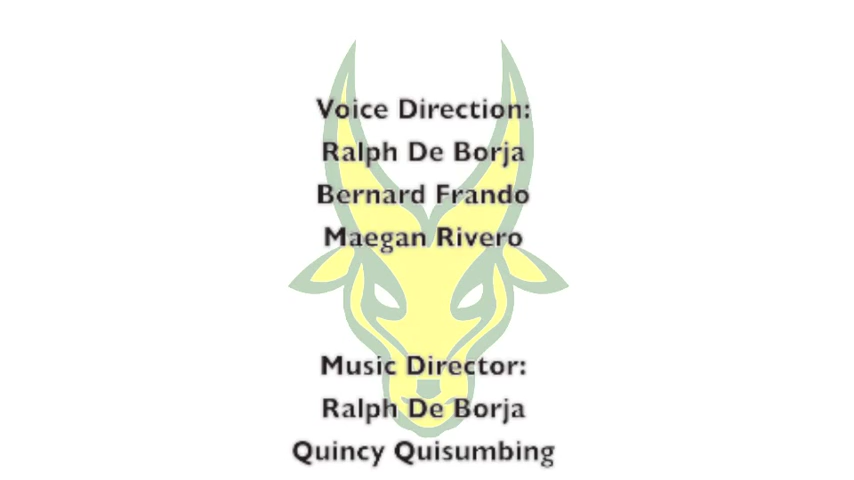 Voice Direction:
Ralph De Borja
Bernard Frando
Maegan Rivero
Music Director:
Ralph De Borja
Quincy Quisumbing